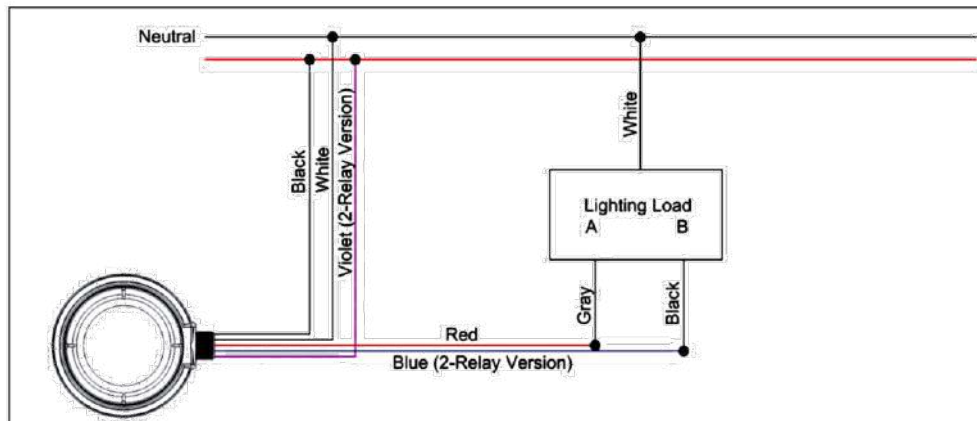 Neutral
Black
White
Violet (2-Relay Version)
White
Lighting Load
A B
Gray
Black
Red
Blue (2-Relay Version)